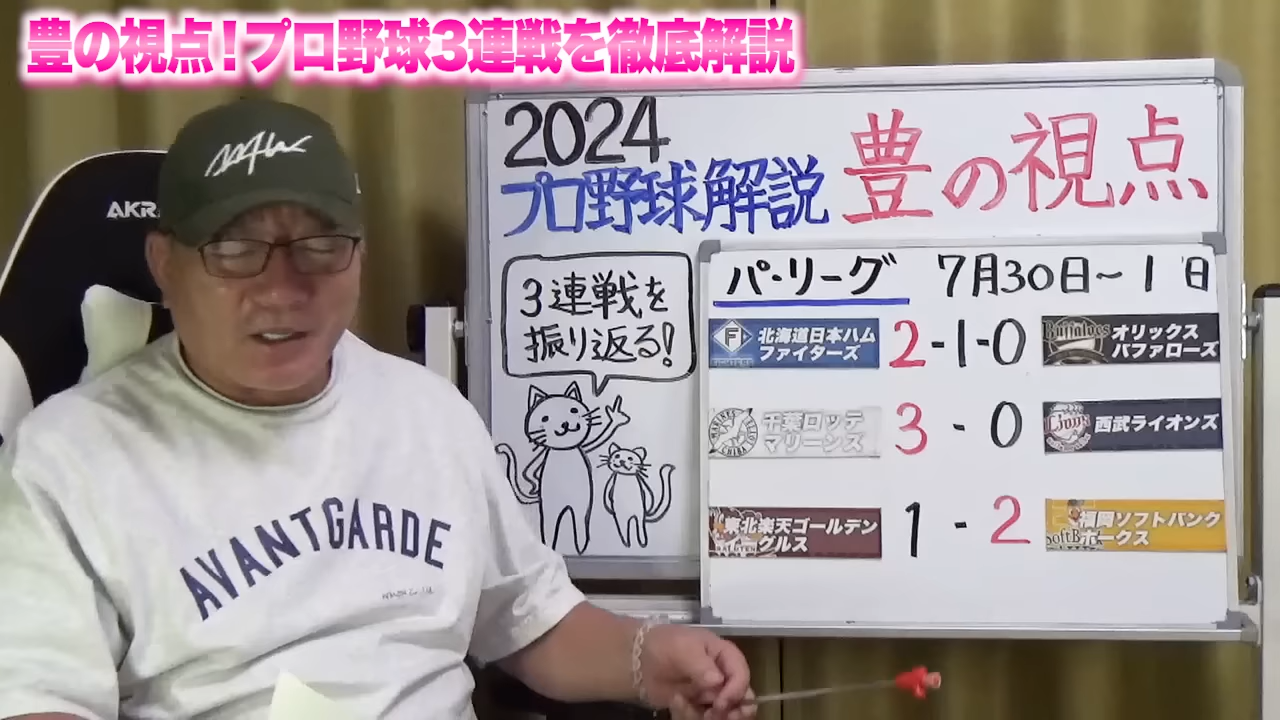 豊の視点!プロ野球3連戦を徹底解説
AKR
2024
プロ野球解説 豊の視点
3連戦を
振り返る!
パ・リーグ 7月30日~1日
北海道日本ハム
ファイターズ
2-1-0
オリックス
バファローズ
千葉ロッテ
マリーンズ
3-0
西武ライオンズ
東北楽天ゴールデン
グルス
1-2
福岡ソフトバンク
ホークス
AVANTGARDE